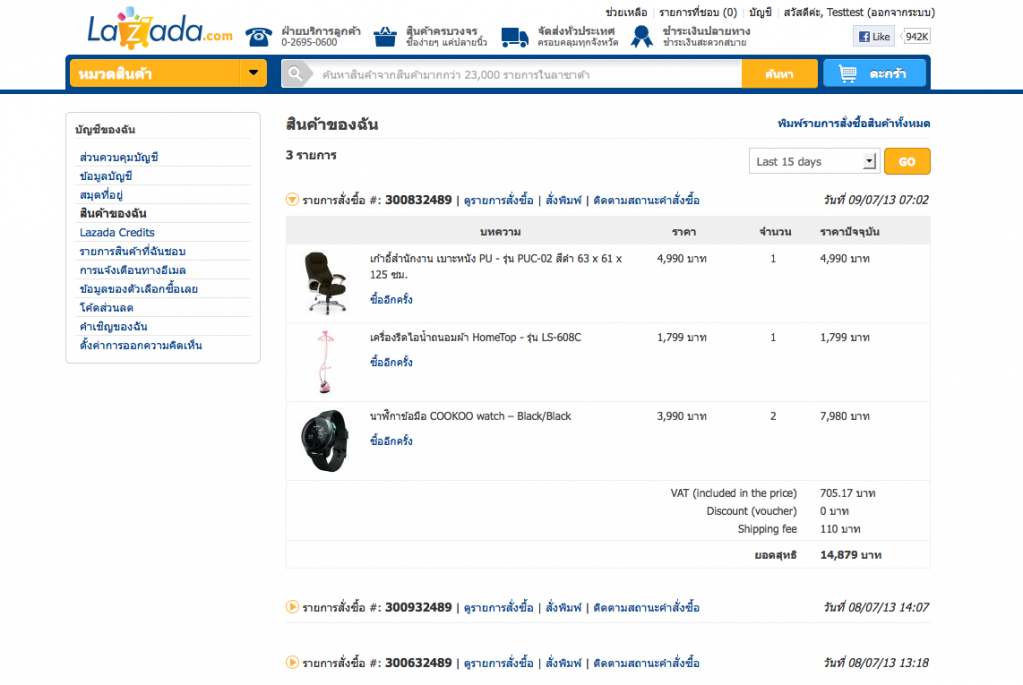 ช่วยเหลือ | รายการที่ชอบ (0) | บัญชี | สวัสดีค่ะ, Testtest (ออกจากระบบ)
Lazada.com
ฝ่ายบริการลูกค้า
0-2695-0600
สินค้าครบวงจร
ซื้อง่ายๆ แค่ปลายนิ้ว
จัดส่งทั่วประเทศ
ครอบคลุมทุกจังหวัด
ชำระเงินปลายทาง
ชำระเงินสะดวกสบาย
Like 942K
หมวดสินค้า
ค้นหาสินค้าจากสินค้ามากกว่า 23,000 รายการในลาซาด้า
ค้นหา
ตะกร้า
บัญชีของฉัน
ส่วนควบคุมบัญชี
ข้อมูลบัญชี
สมุดที่อยู่
สินค้าของฉัน
Lazada Credits
รายการสินค้าที่ฉันชอบ
การแจ้งเตือนทางอีเมล
ข้อมูลของตัวเลือกซื้อเลย
โค้ดส่วนลด
คำเชิญของฉัน
ตั้งค่าการออกความคิดเห็น
สินค้าของฉัน
พิมพ์รายการสั่งซื้อสินค้าทั้งหมด
3 รายการ
Last 15 days
GO
รายการสั่งซื้อ #: 300832489 | ดูรายการสั่งซื้อ | สั่งพิมพ์ | ติดตามสถานะคำสั่งซื้อ วันที่ 09/07/13 07:02
บทความ ราคา จำนวน ราคาปัจจุบัน
เก้าอี้สำนักงาน เบาะหนัง PU - รุ่น PUC-02 สีดำ 63 x 61 x 4,990 บาท 1 4,990 บาท
125 ซม.
ซื้ออีกครั้ง
เครื่องรีดไอน้ำถนอมผ้า HomeTop - รุ่น LS-608C 1,799 บาท 1 1,799 บาท
ซื้ออีกครั้ง
นาฬิกาข้อมือ COOKOO watch – Black/Black 3,990 บาท 2 7,980 บาท
ซื้ออีกครั้ง
VAT (included in the price) 705.17 บาท
Discount (voucher) 0 บาท
Shipping fee 110 บาท
ยอดสุทธิ 14,879 บาท
รายการสั่งซื้อ #: 300932489 | ดูรายการสั่งซื้อ | สั่งพิมพ์ | ติดตามสถานะคำสั่งซื้อ วันที่ 08/07/13 14:07
รายการสั่งซื้อ #: 300632489 | ดูรายการสั่งซื้อ | สั่งพิมพ์ | ติดตามสถานะคำสั่งซื้อ วันที่ 08/07/13 13:18